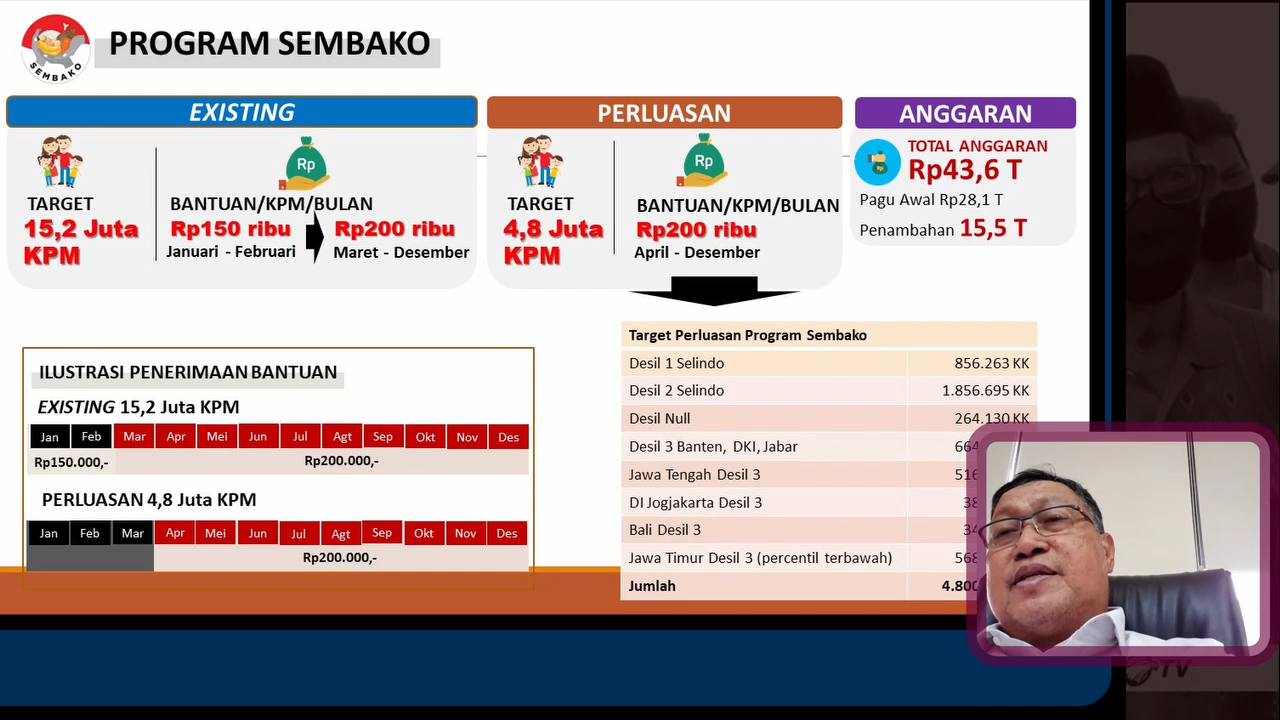 SEMBAKO
PROGRAM SEMBAKO
EXISTING
TARGET
15,2 Juta
KPM
Rp
BANTUAN/KPM/BULAN
Rp150 ribu
Januari - Februari
Rp200 ribu
Maret - Desember
PERLUASAN
TARGET
4,8 Juta
KPM
Rp
BANTUAN/KPM/BULAN
Rp200 ribu
April - Desember
ANGGARAN
TOTAL ANGGARAN
Rp43,6 T
Pagu Awal Rp28,1 T
Penambahan 15,5 T
ILUSTRASI PENERIMAAN BANTUAN
EXISTING 15,2 Juta KPM
Jan Feb Mar Apr Mei Jun Jul Agt Sep Okt Nov Des
Rp150.000,- Rp200.000,-
PERLUASAN 4,8 Juta KPM
Jan Feb Mar Apr Mei Jun Jul Agt Sep Okt Nov Des
Rp200.000,-
Target Perluasan Program Sembako
Desil 1 Selindo 856.263 KK
Desil 2 Selindo 1.856.695 KK
Desil Null 264.130 KK
Desil 3 Banten, DKI, Jabar
Jawa Tengah Desil 3
DI Jogjakarta Desil 3
Bali Desil 3
Jawa Timur Desil 3 (percentil terbawah)
Jumlah
TV